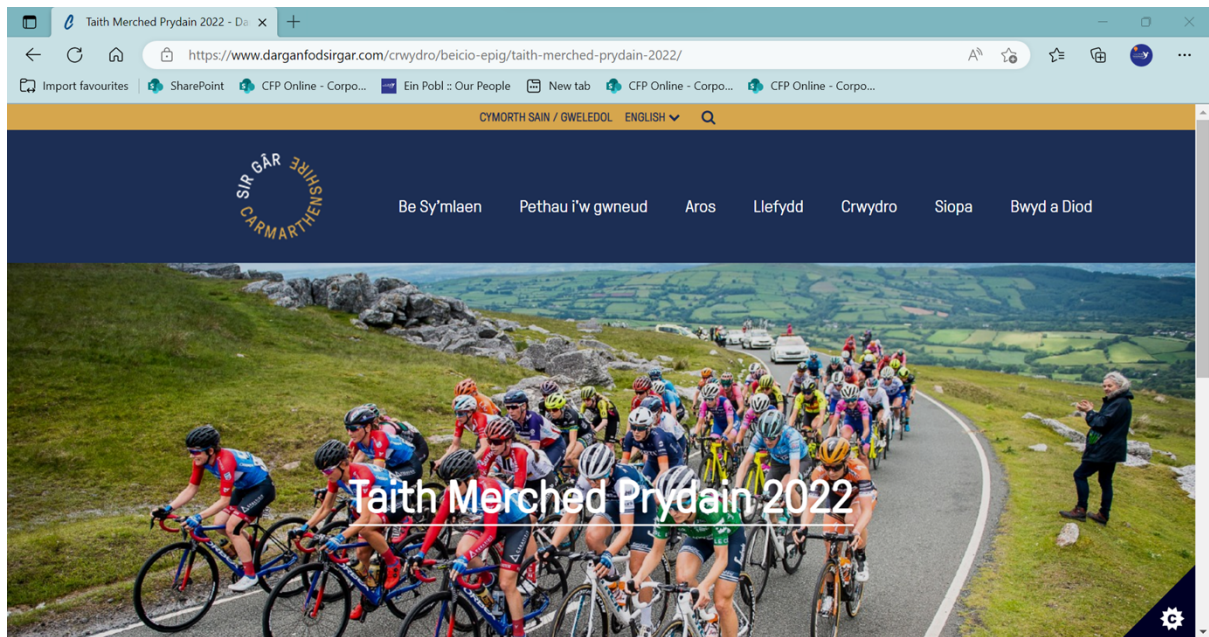 Taith Merched Prydain 2022 - Da
https://www.darganfodsirgar.com/crwydro/beicio-epig/taith-merched-prydain-2022/
Import favourites SharePoint CFP Online - Corpo... Ein Pobl :: Our People New tab CFP Online - Corpo... CFP Online - Corpo...
CYMORTH SAIN / GWELEDOL ENGLISH
SIR GÂR CARMARTHENSHIRE
Be Sy'mlaen Pethau i'w gwneud Aros Llefydd Crwydro Siopa Bwyd a Diod
Taith Merched Prydain 2022